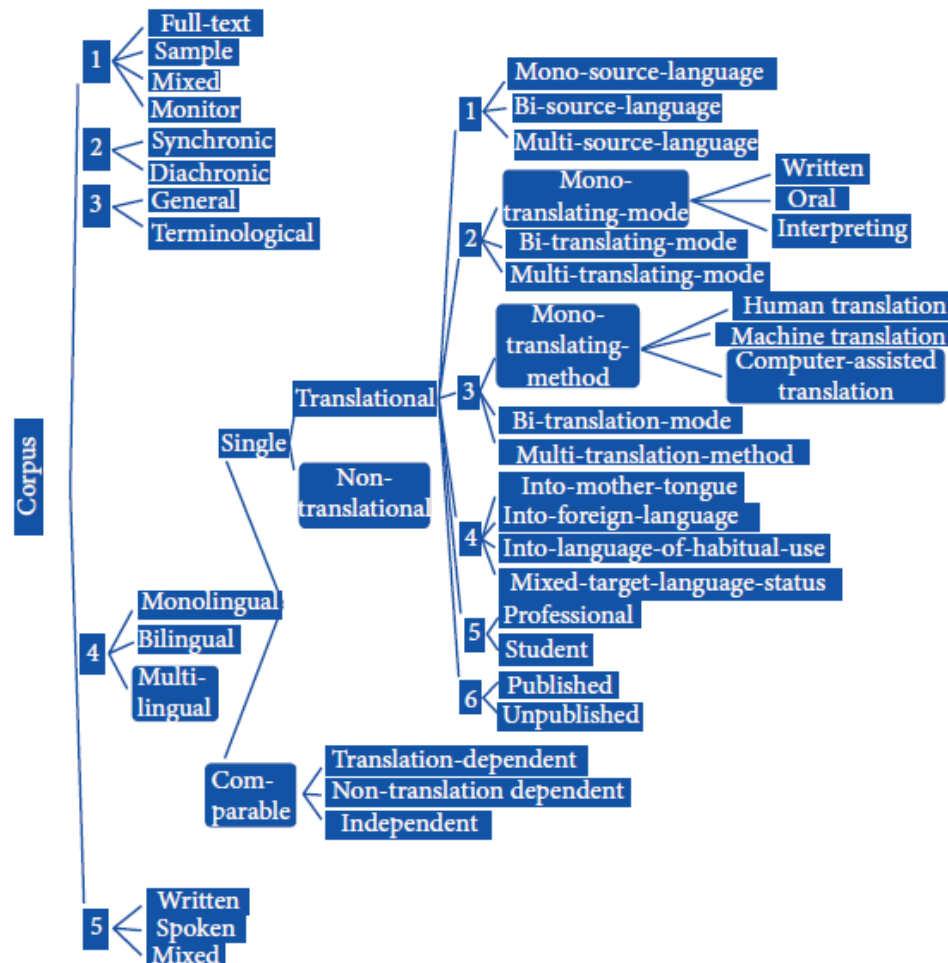 Corpus
1
Full-text
Sample
Mixed
Monitor
2
Synchronic
Diachronic
3
General
Terminological
4
Monolingual
Bilingual
Multi-
lingual
Single
Translational
1
Mono-source-language
Bi-source-language
Multi-source-language
2
Mono-
translating-mode
Written
Oral
Interpreting
Bi-translating-mode
Multi-translating-mode
3
Mono-
translating-
method
Human translation
Machine translation
Computer-assisted
translation
Bi-translation-mode
Multi-translation-method
4
Into-mother-tongue
Into-foreign-language
Into-language-of-habitual-use
Mixed-target-language-status
5
Professional
Student
6
Published
Unpublished
Non-
translational
Com-
parable
Translation-dependent
Non-translation dependent
Independent
5
Written
Spoken
Mixed